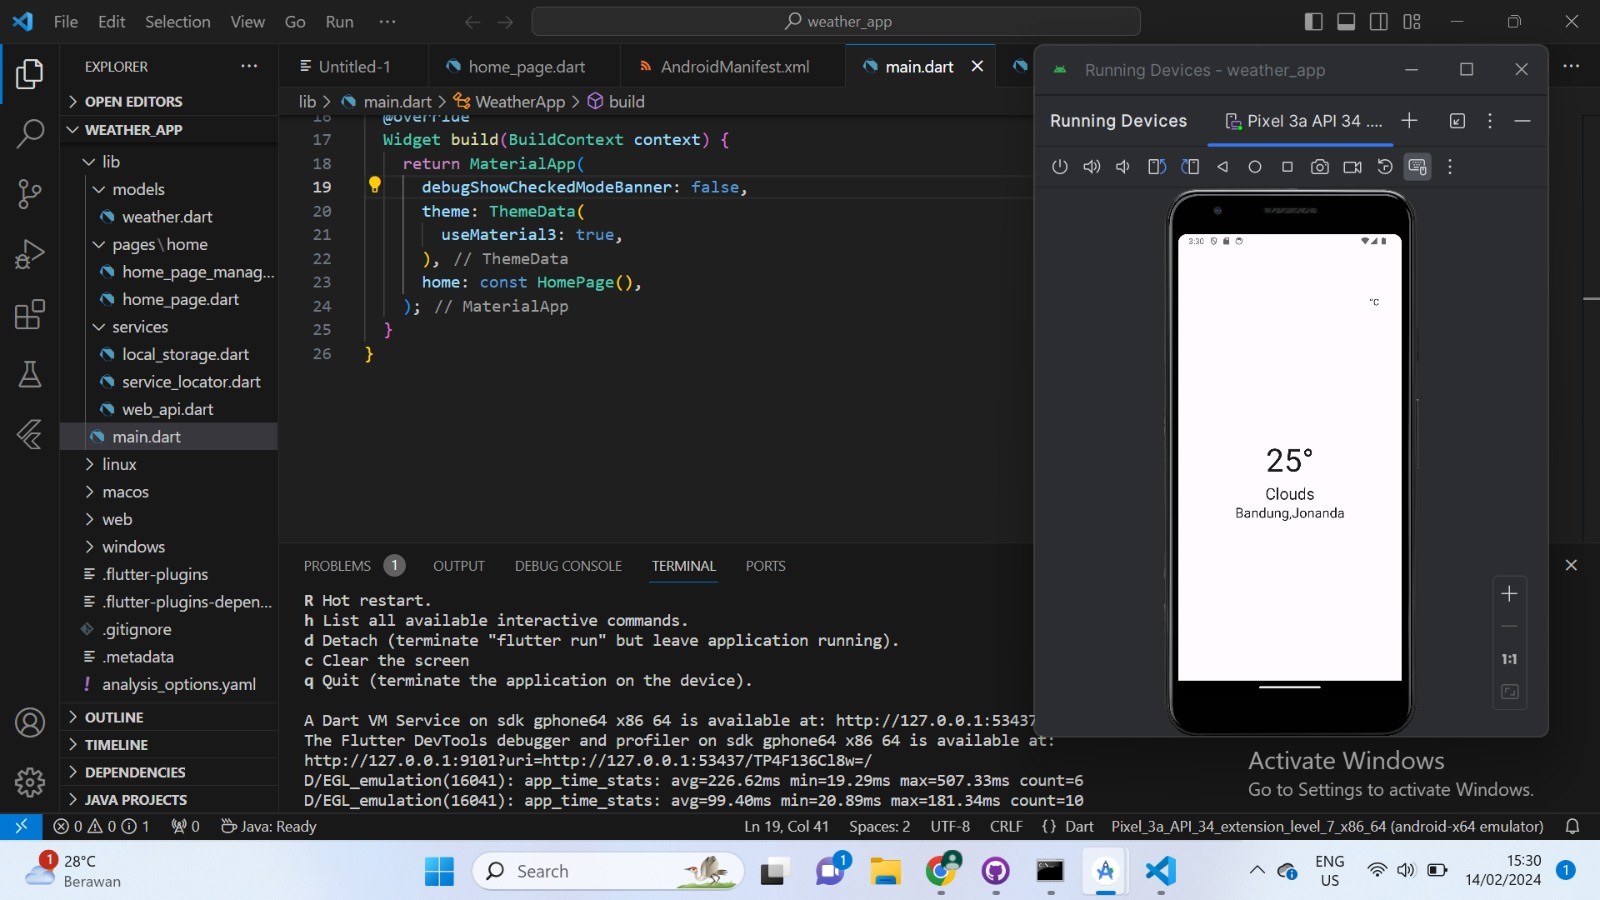 File Edit Selection View Go Run ···
weather_app
EXPLORER
OPEN EDITORS
WEATHER_APP
lib
models
weather.dart
pages\home
home_page_manag...
home_page.dart
services
local_storage.dart
service_locator.dart
web_api.dart
main.dart
linux
macos
web
windows
.flutter-plugins
.flutter-plugins-depen...
.gitignore
.metadata
! analysis_options.yaml
OUTLINE
TIMELINE
DEPENDENCIES
JAVA PROJECTS
Untitled-1 home_page.dart AndroidManifest.xml main.dart
lib > main.dart > WeatherApp > build
16 @override
17 Widget build(BuildContext context) {
18 return MaterialApp(
19 debugShowCheckedModeBanner: false,
20 theme: ThemeData(
21 useMaterial3: true,
22 ), // ThemeData
23 home: const HomePage(),
24 ); // MaterialApp
25 }
26 }
PROBLEMS 1 OUTPUT DEBUG CONSOLE TERMINAL PORTS
R Hot restart.
h List all available interactive commands.
d Detach (terminate "flutter run" but leave application running).
c Clear the screen
q Quit (terminate the application on the device).
A Dart VM Service on sdk gphone64 x86 64 is available at: http://127.0.0.1:53437
The Flutter DevTools debugger and profiler on sdk gphone64 x86 64 is available at:
http://127.0.0.1:9101?uri=http://127.0.0.1:53437/TP4F136Cl8w=/
D/EGL_emulation(16041): app_time_stats: avg=226.62ms min=19.29ms max=507.33ms count=6
D/EGL_emulation(16041): app_time_stats: avg=99.40ms min=20.89ms max=181.34ms count=10
Running Devices - weather_app
Running Devices Pixel 3a API 34 ....
3:30
°C
25°
Clouds
Bandung,Jonanda
1:1
Activate Windows
Go to Settings to activate Windows.
0 0 1 0 Java: Ready
Ln 19, Col 41 Spaces: 2 UTF-8 CRLF {} Dart Pixel_3a_API_34_extension_level_7_x86_64 (android-x64 emulator)
1
28°C
Berawan
Search
1
ENG
US
15:30
14/02/2024
1